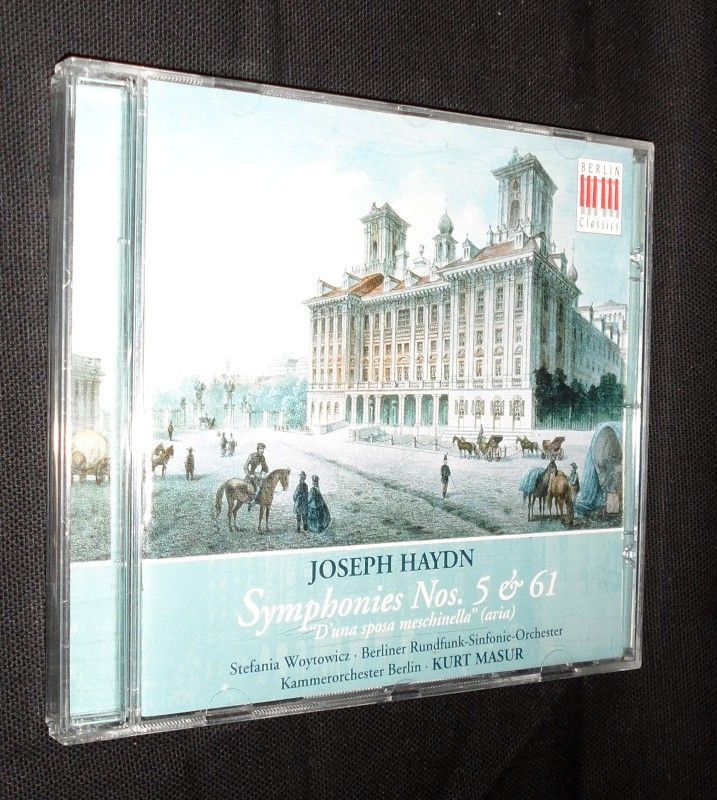 BERLIN
Classics
JOSEPH HAYDN
Symphonies Nos. 5 & 61
"D'una sposa meschinella" (aria)
Stefania Woytowicz · Berliner Rundfunk-Sinfonie-Orchester
Kammerorchester Berlin · KURT MASUR